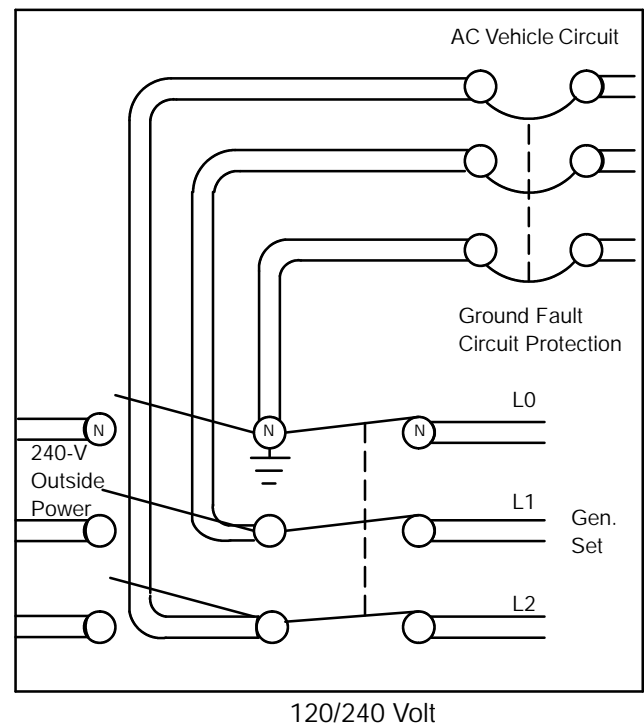 AC Vehicle Circuit
Ground Fault
Circuit Protection
L0
N
N
N
240-V
Outside
Power
L1
Gen.
Set
L2
120/240 Volt